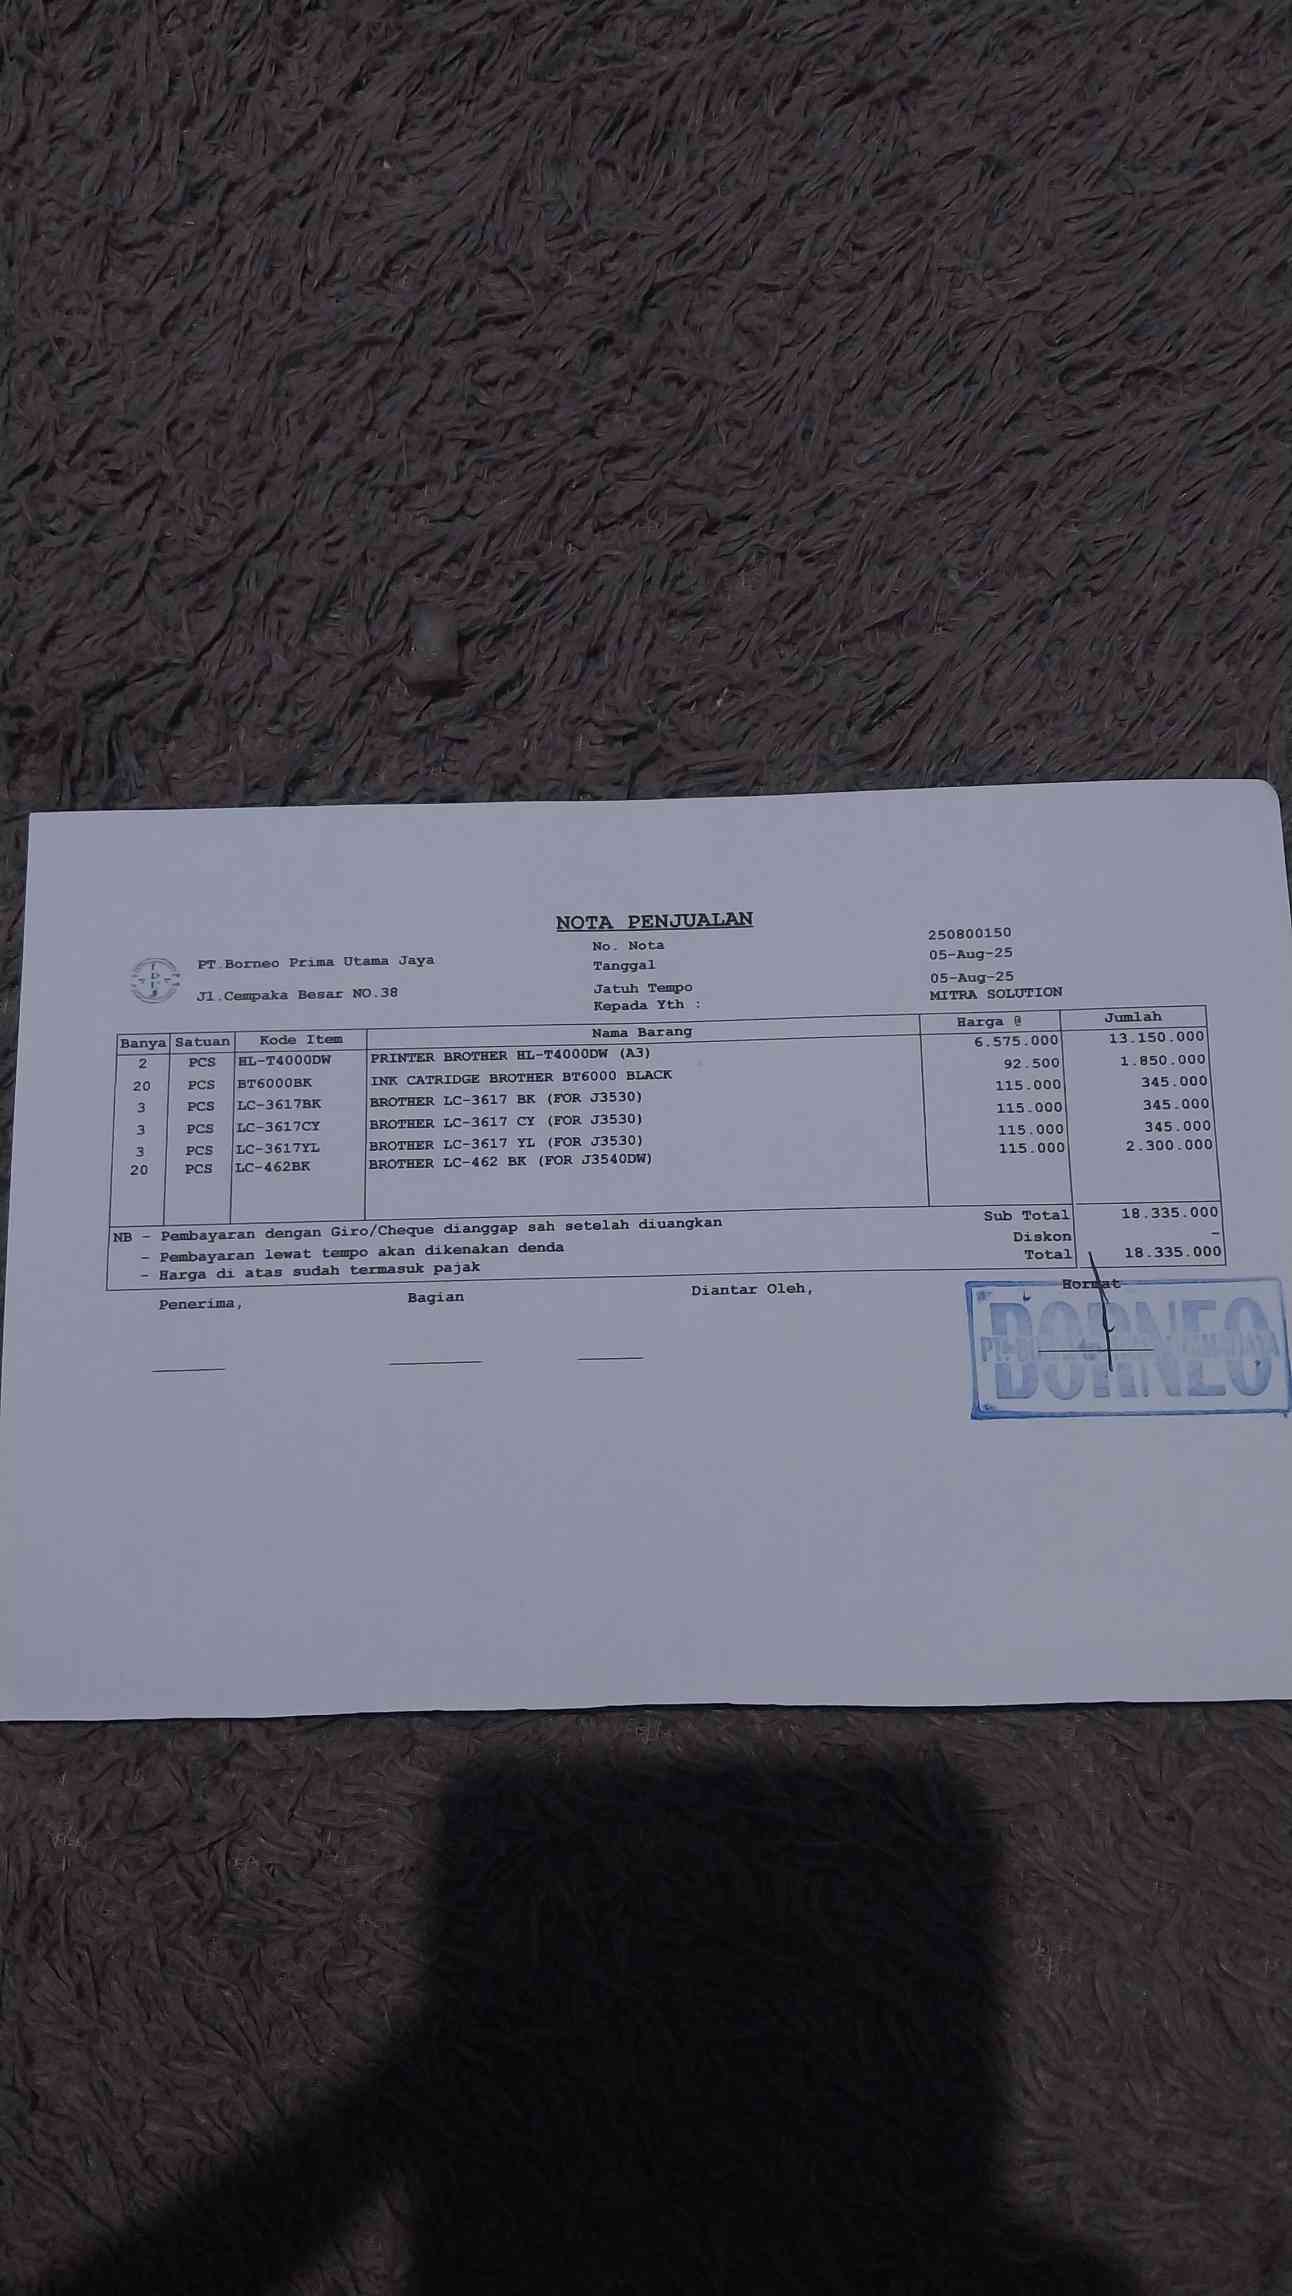 NOTA PENJUALAN
No. Nota 250800150
PT.Borneo Prima Utama Jaya Tanggal 05-Aug-25
Jl.Cempaka Besar NO.38 Jatuh Tempo 05-Aug-25
Kepada Yth : MITRA SOLUTION
Banya Satuan Kode Item Nama Barang Harga @ Jumlah
2 PCS HL-T4000DW PRINTER BROTHER HL-T4000DW (A3) 6.575.000 13.150.000
20 PCS BT6000BK INK CATRIDGE BROTHER BT6000 BLACK 92.500 1.850.000
3 PCS LC-3617BK BROTHER LC-3617 BK (FOR J3530) 115.000 345.000
3 PCS LC-3617CY BROTHER LC-3617 CY (FOR J3530) 115.000 345.000
3 PCS LC-3617YL BROTHER LC-3617 YL (FOR J3530) 115.000 345.000
20 PCS LC-462BK BROTHER LC-462 BK (FOR J3540DW) 115.000 2.300.000
NB - Pembayaran dengan Giro/Cheque dianggap sah setelah diuangkan Sub Total 18.335.000
- Pembayaran lewat tempo akan dikenakan denda Diskon -
- Harga di atas sudah termasuk pajak Total 18.335.000
Penerima, Bagian Diantar Oleh, Hormat
BORNEO